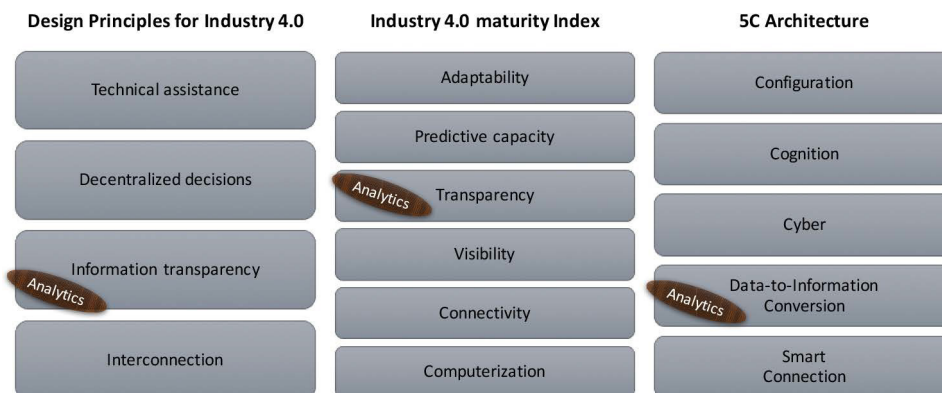 Design Principles for Industry 4.0
Technical assistance
Decentralized decisions
Information transparency
Analytics
Interconnection
Industry 4.0 maturity Index
Adaptability
Predictive capacity
Transparency
Analytics
Visibility
Connectivity
Computerization
5C Architecture
Configuration
Cognition
Cyber
Data-to-Information
Conversion
Analytics
Smart
Connection